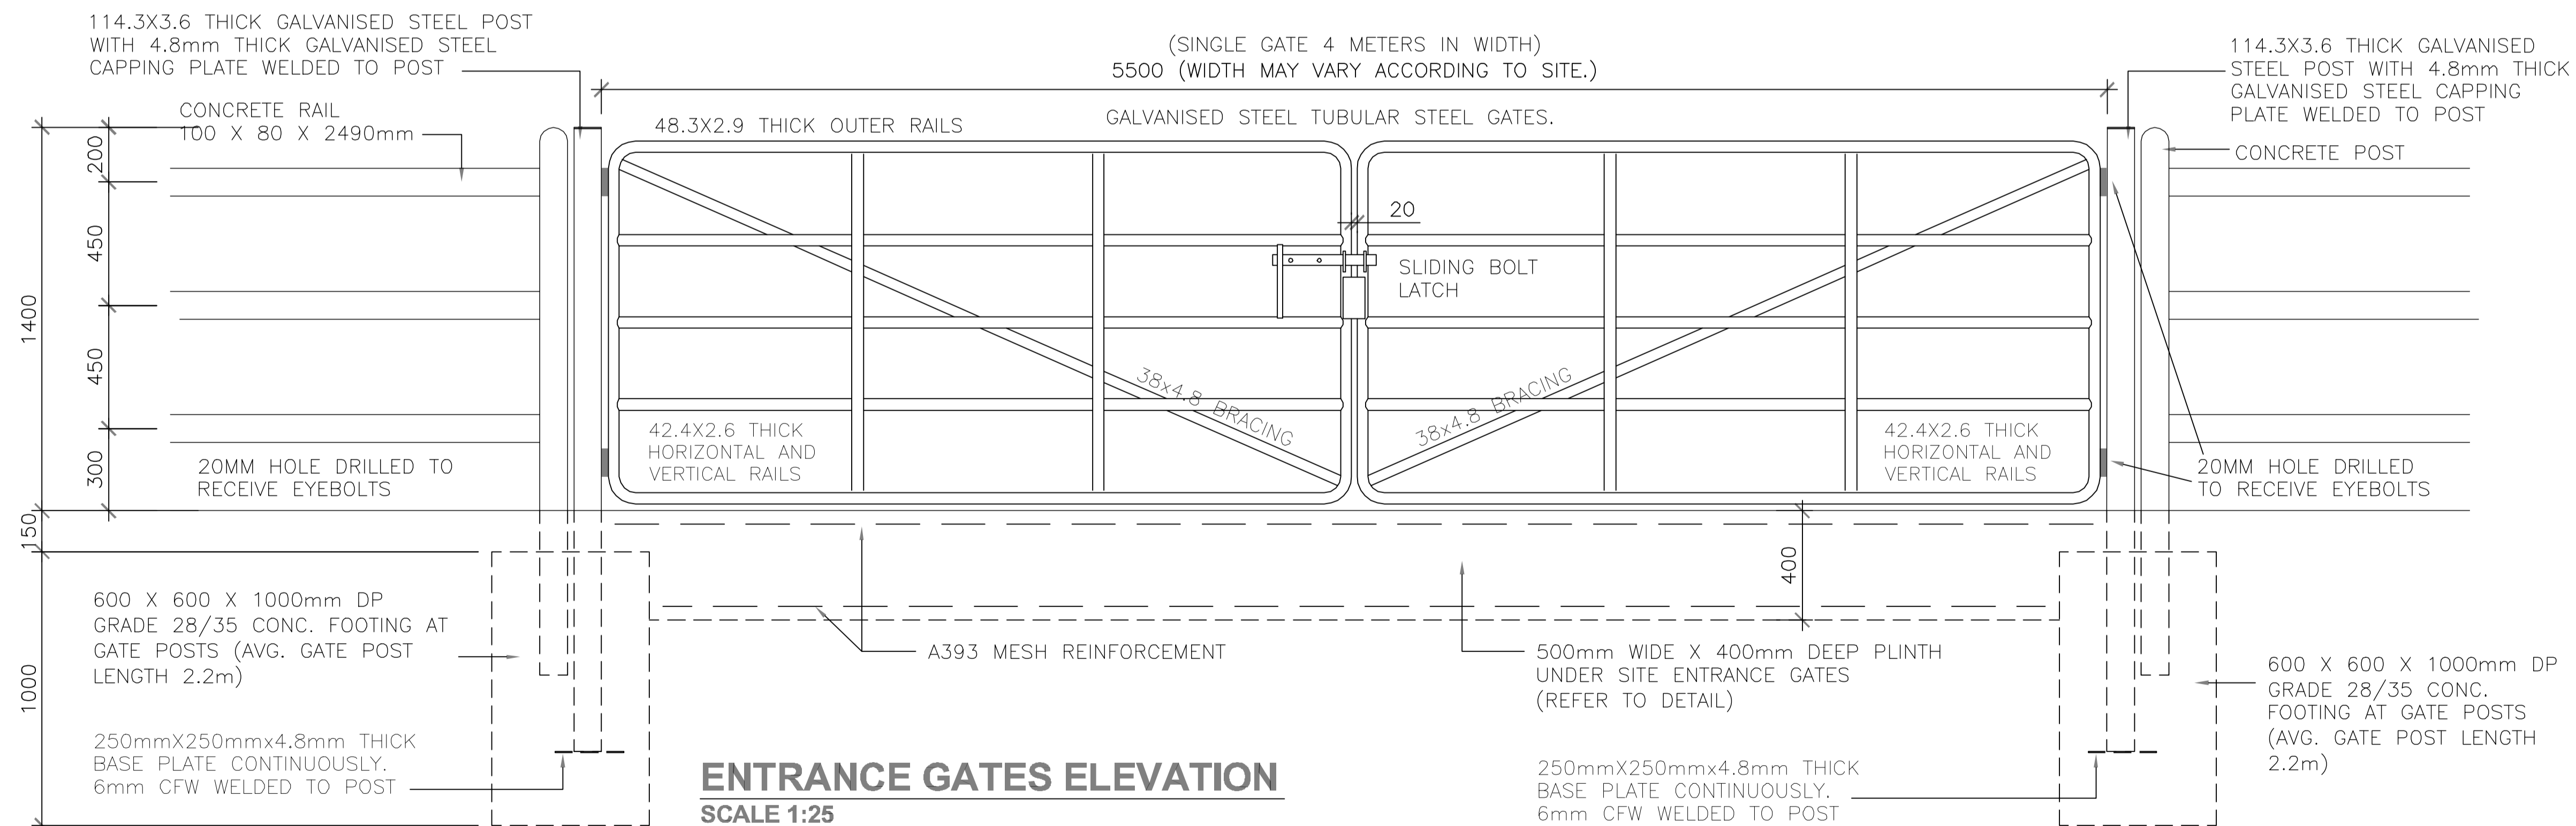 114.3X3.6 THICK GALVANISED STEEL POST
WITH 4.8mm THICK GALVANISED STEEL
CAPPING PLATE WELDED TO POST
(SINGLE GATE 4 METERS IN WIDTH)
5500 (WIDTH MAY VARY ACCORDING TO SITE.)
114.3X3.6 THICK GALVANISED
STEEL POST WITH 4.8mm THICK
GALVANISED STEEL CAPPING
PLATE WELDED TO POST
CONCRETE RAIL
100 X 80 X 2490mm
48.3X2.9 THICK OUTER RAILS
GALVANISED STEEL TUBULAR STEEL GATES.
CONCRETE POST
200
450
450
300
1400
150
1000
20
SLIDING BOLT
LATCH
38x4.8 BRACING
38x4.8 BRACING
42.4X2.6 THICK
HORIZONTAL AND
VERTICAL RAILS
42.4X2.6 THICK
HORIZONTAL AND
VERTICAL RAILS
20MM HOLE DRILLED TO
RECEIVE EYEBOLTS
20MM HOLE DRILLED
TO RECEIVE EYEBOLTS
400
600 X 600 X 1000mm DP
GRADE 28/35 CONC. FOOTING AT
GATE POSTS (AVG. GATE POST
LENGTH 2.2m)
A393 MESH REINFORCEMENT
500mm WIDE X 400mm DEEP PLINTH
UNDER SITE ENTRANCE GATES
(REFER TO DETAIL)
600 X 600 X 1000mm DP
GRADE 28/35 CONC.
FOOTING AT GATE POSTS
(AVG. GATE POST LENGTH
2.2m)
250mmX250mmx4.8mm THICK
BASE PLATE CONTINUOUSLY.
6mm CFW WELDED TO POST
250mmX250mmx4.8mm THICK
BASE PLATE CONTINUOUSLY.
6mm CFW WELDED TO POST
ENTRANCE GATES ELEVATION
SCALE 1:25